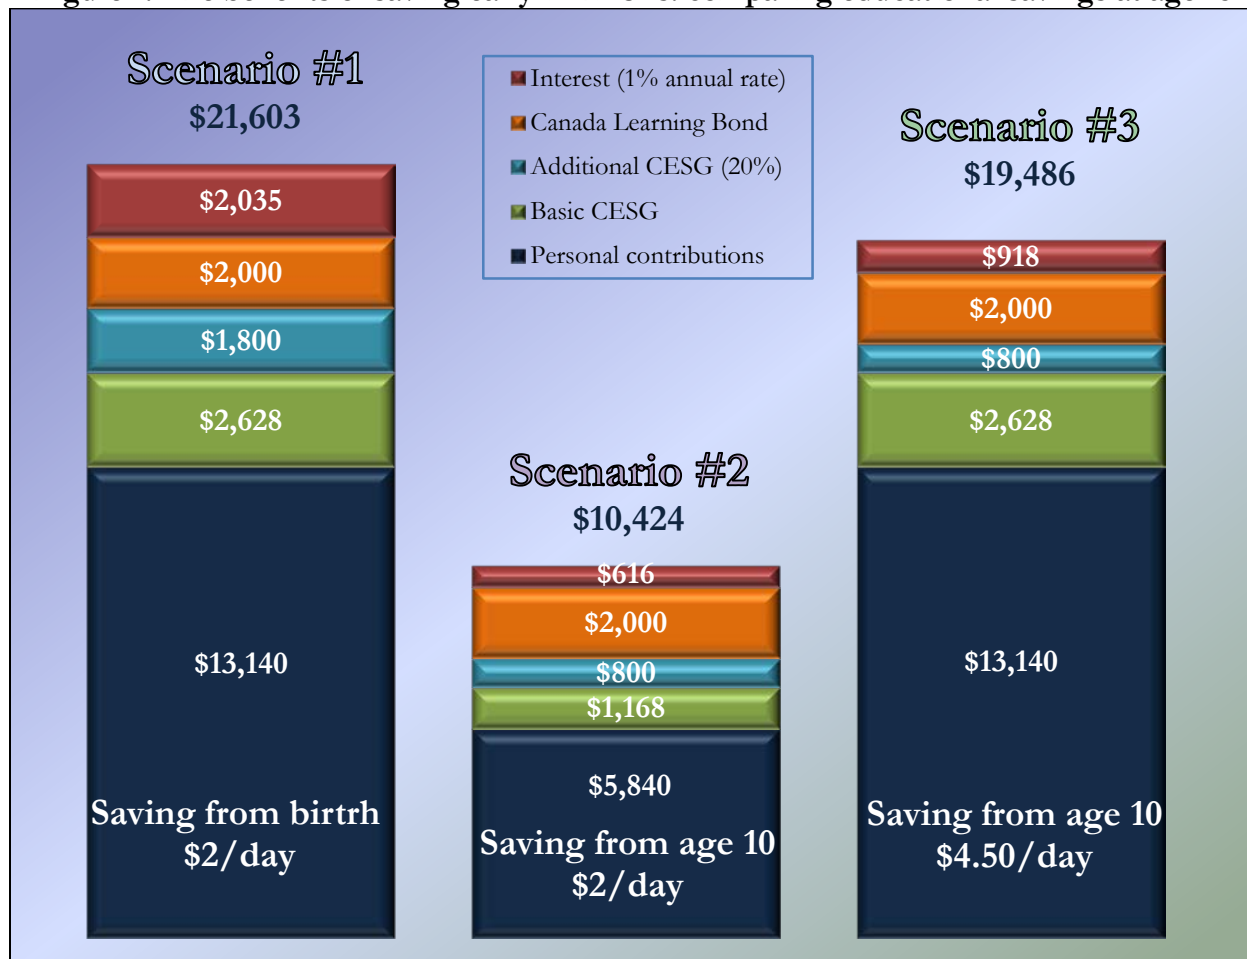 Scenario #1
$21,603
Interest (1% annual rate)
Canada Learning Bond
Additional CESG (20%)
Basic CESG
Personal contributions
Scenario #3
$19,486
$2,035
$2,000
$1,800
$2,628
$13,140
Saving from birtrh
$2/day
Scenario #2
$10,424
$616
$2,000
$800
$1,168
$5,840
Saving from age 10
$2/day
$918
$2,000
$800
$2,628
$13,140
Saving from age 10
$4.50/day